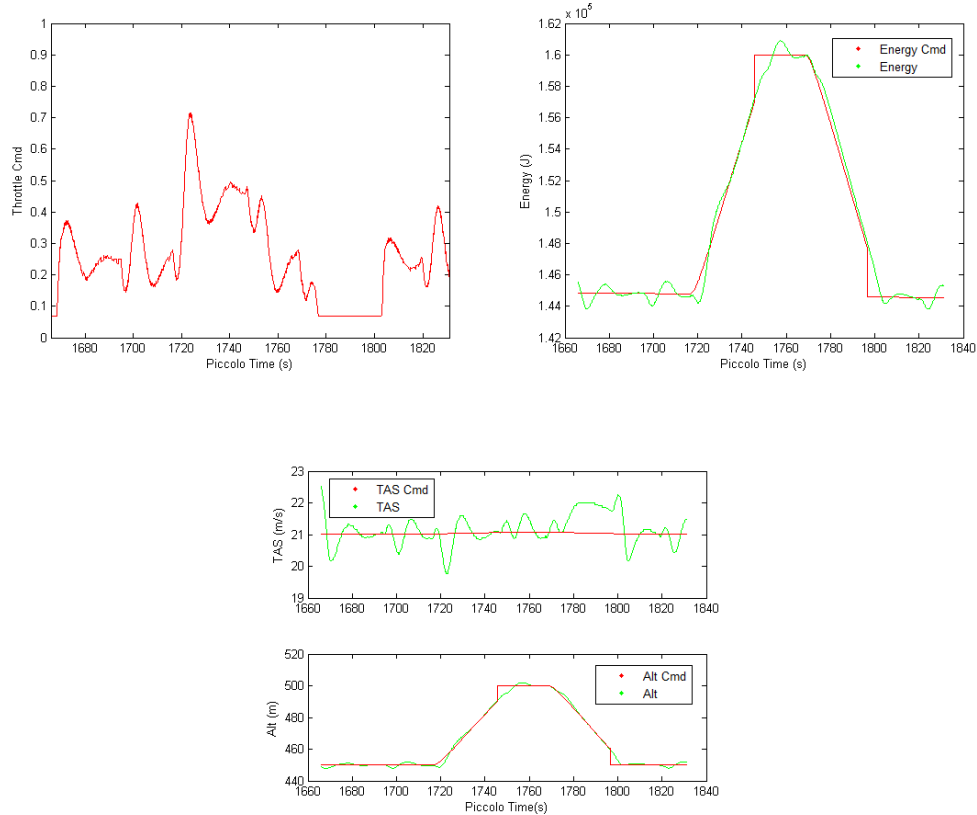 1
0.9
0.8
0.7
0.6
0.5
0.4
0.3
0.2
0.1
0
Throttle Cmd
1680 1700 1720 1740 1760 1780 1800 1820
Piccolo Time (s)
x 10^5
1.62
1.6
1.58
1.56
1.54
1.52
1.5
1.48
1.46
1.44
1.42
Energy (J)
Energy Cmd
Energy
1660 1680 1700 1720 1740 1760 1780 1800 1820 1840
Piccolo Time (s)
23
22
21
20
19
TAS (m/s)
TAS Cmd
TAS
1660 1680 1700 1720 1740 1760 1780 1800 1820 1840
520
500
480
460
440
Alt (m)
Alt Cmd
Alt
1660 1680 1700 1720 1740 1760 1780 1800 1820 1840
Piccolo Time(s)